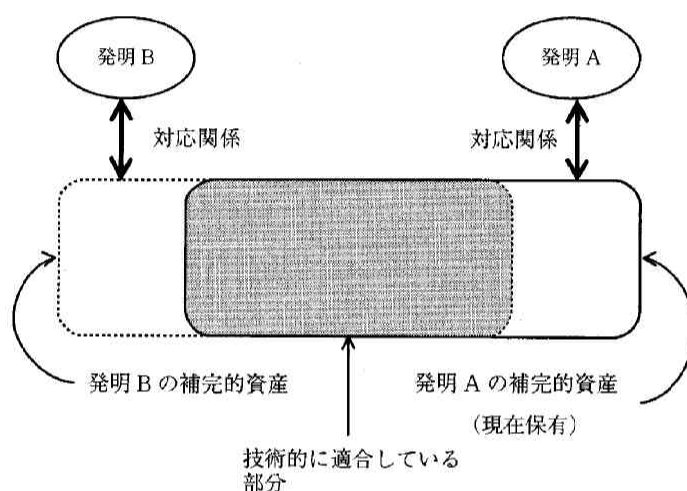 発明 B
発明 A
対応関係
対応関係
発明 B の補完的資産
発明 A の補完的資産
（現在保有）
技術的に適合している
部分